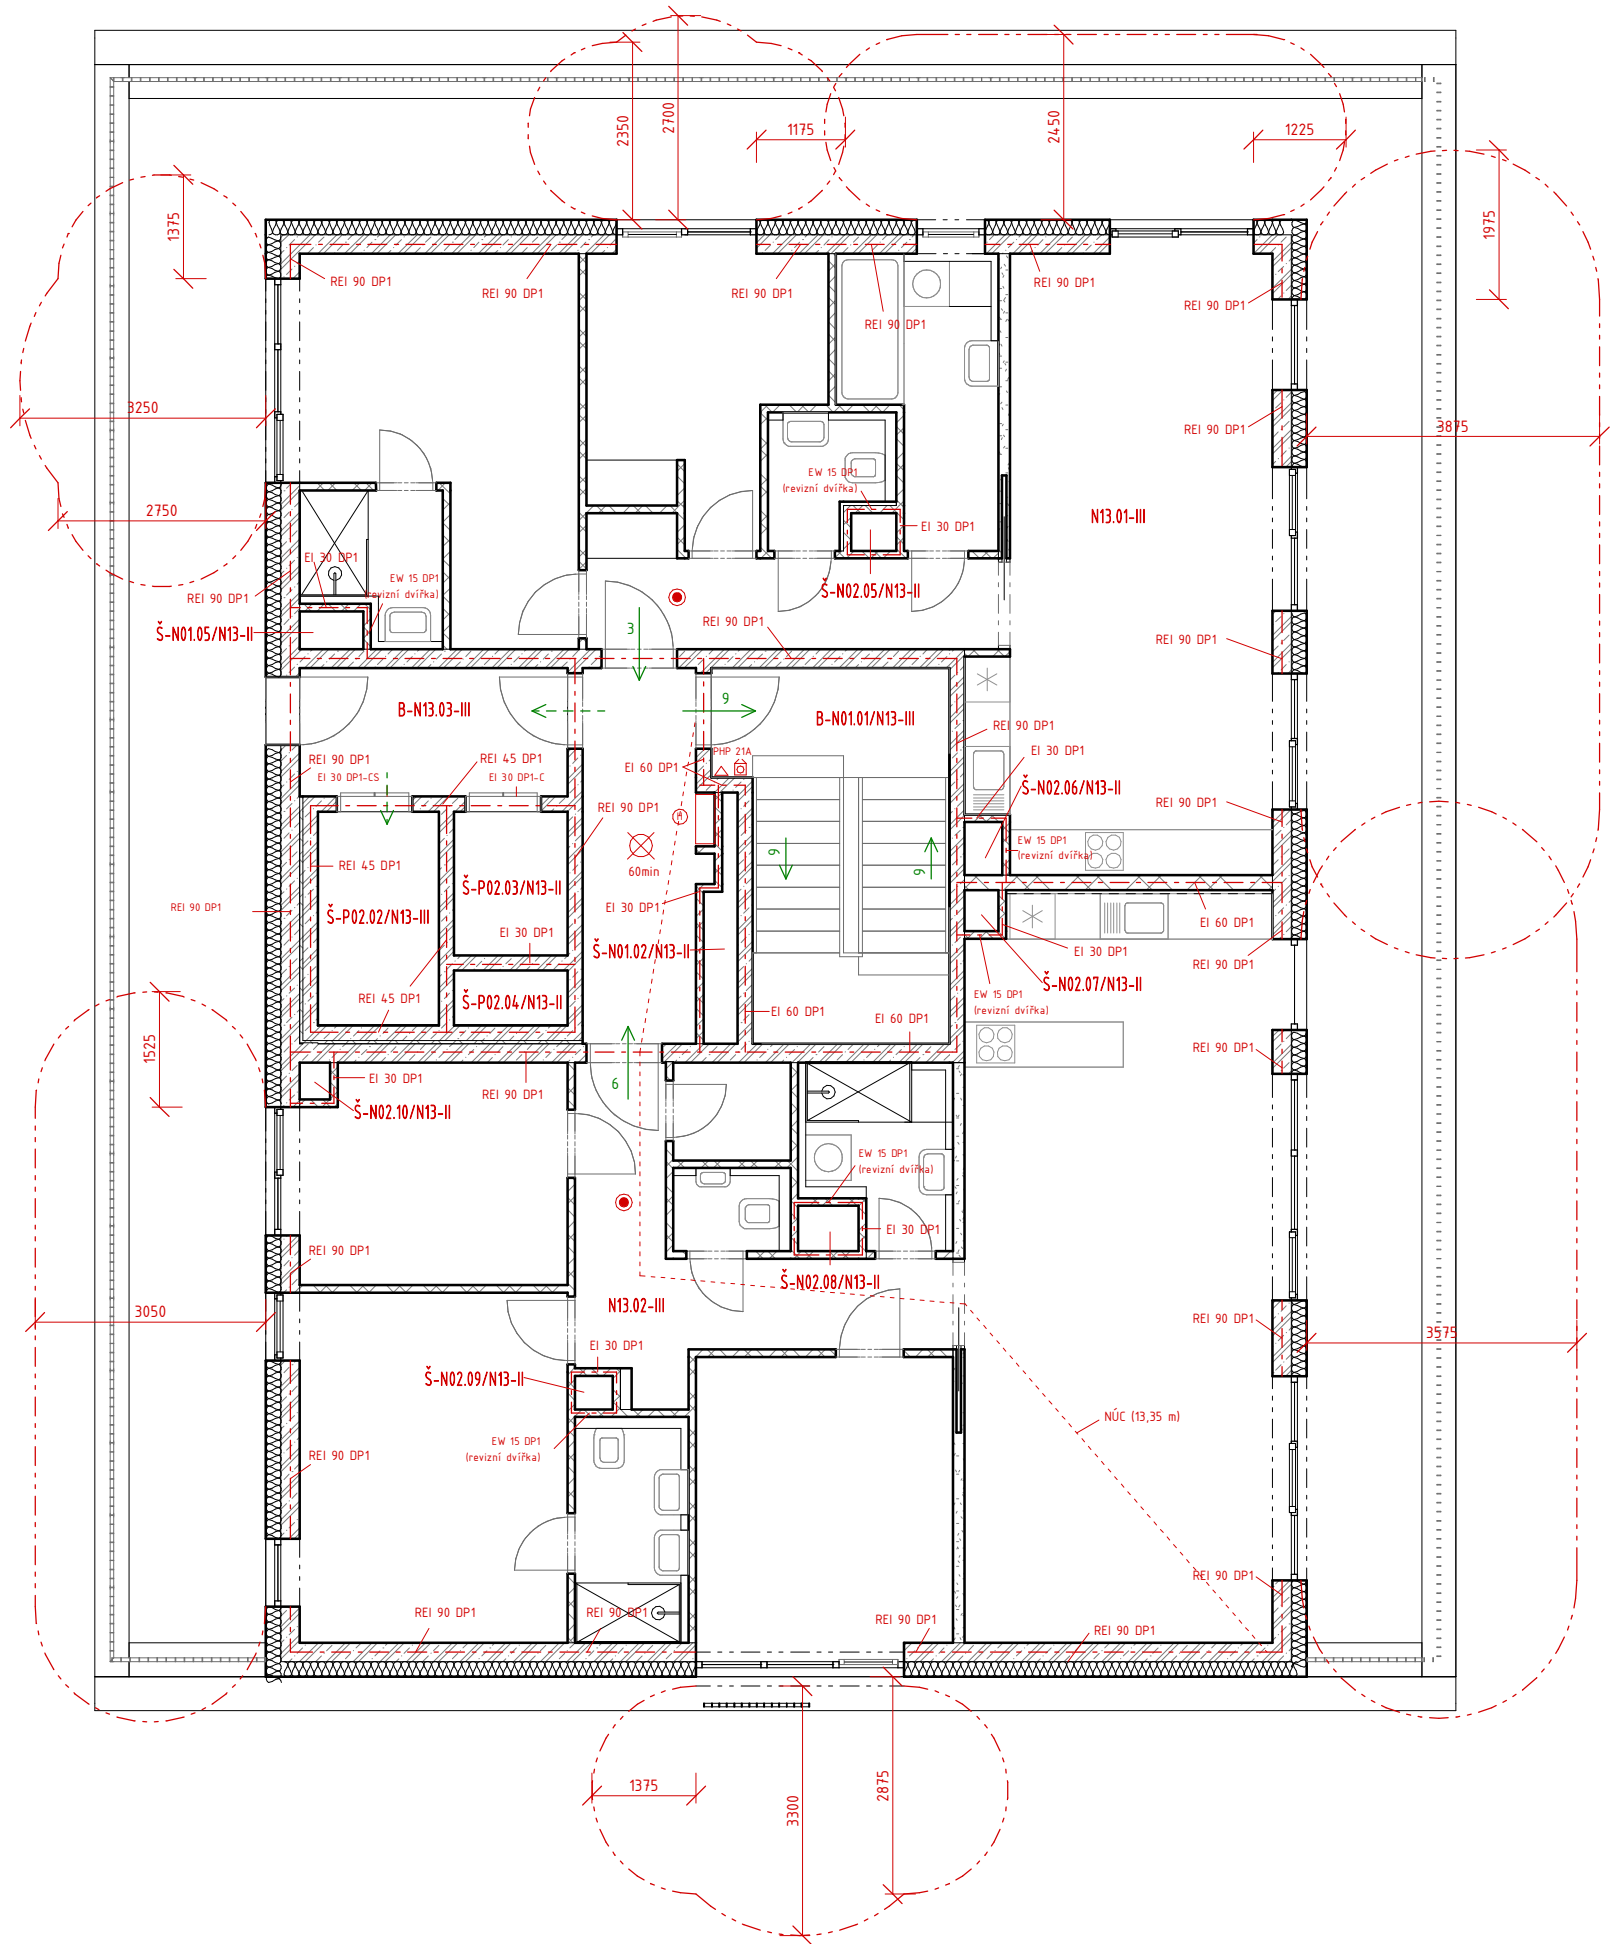 2350
2700
1175
2450
1225
1375
1975
REI 90 DP1
REI 90 DP1
REI 90 DP1
REI 90 DP1
REI 90 DP1
REI 90 DP1
3250
REI 90 DP1
3875
EW 15 DP1
(revizní dvířka)
2750
EI 30 DP1
N13.01-III
EI 30 DP1
EW 15 DP1
(revizní dvířka)
REI 90 DP1
Š-N02.05/N13-II
Š-N01.05/N13-II
3
REI 90 DP1
REI 90 DP1
B-N13.03-III
9
B-N01.01/N13-III
REI 90 DP1
REI 90 DP1
REI 45 DP1
PHP 21A
EI 30 DP1
EI 30 DP1-CS
EI 30 DP1-C
EI 60 DP1
Š-N02.06/N13-II
REI 90 DP1
H
REI 90 DP1
EW 15 DP1
(revizní dvířka)
9
9
REI 45 DP1
60min
Š-P02.03/N13-II
REI 90 DP1
Š-P02.02/N13-III
EI 30 DP1
EI 60 DP1
EI 30 DP1
Š-N01.02/N13-II
EI 30 DP1
REI 90 DP1
Š-N02.07/N13-II
REI 45 DP1
Š-P02.04/N13-II
EW 15 DP1
(revizní dvířka)
EI 60 DP1
EI 60 DP1
1525
REI 90 DP1
EI 30 DP1
6
REI 90 DP1
Š-N02.10/N13-II
EW 15 DP1
(revizní dvířka)
EI 30 DP1
REI 90 DP1
Š-N02.08/N13-II
N13.02-III
3050
REI 90 DP1
3575
EI 30 DP1
Š-N02.09/N13-II
NÚC (13,35 m)
EW 15 DP1
(revizní dvířka)
REI 90 DP1
REI 90 DP1
REI 90 DP1
REI 90 DP1
REI 90 DP1
REI 90 DP1
1375
3300
2875